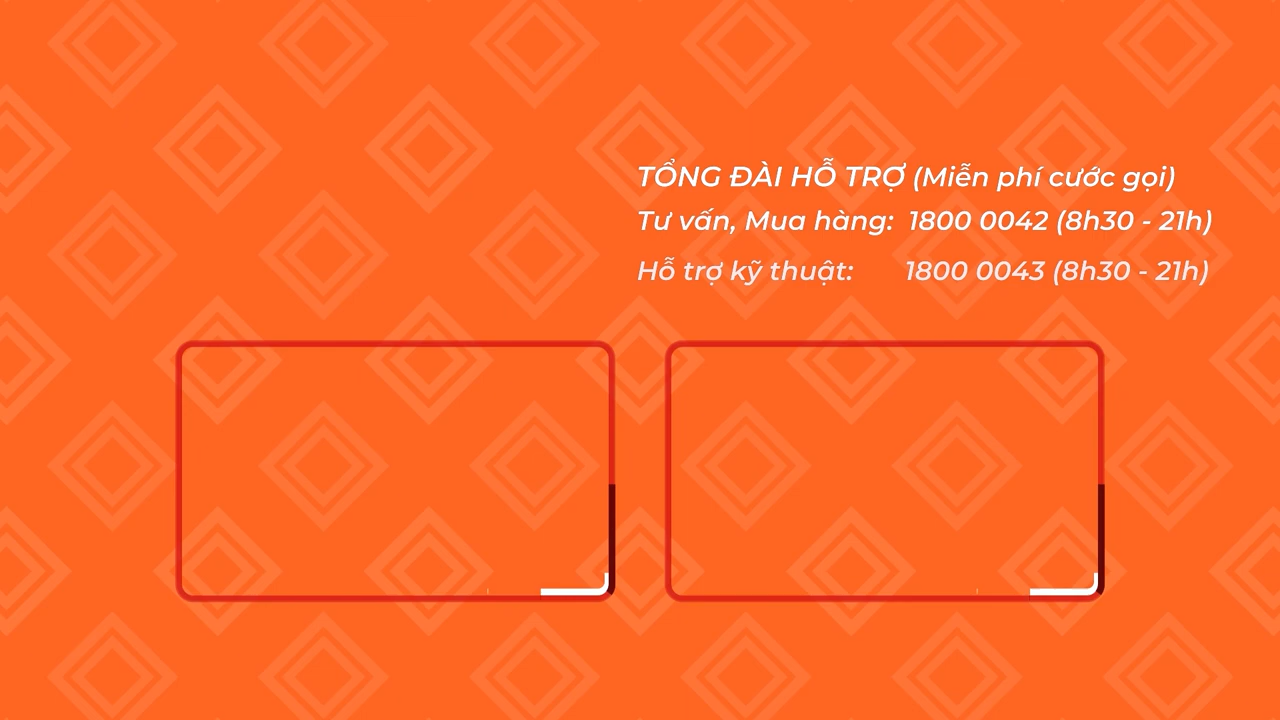 TỔNG ĐÀI HỖ TRỢ (Miễn phí cước gọi)
Tư vấn, Mua hàng: 1800 0042 (8h30 - 21h)
Hỗ trợ kỹ thuật: 1800 0043 (8h30 - 21h)